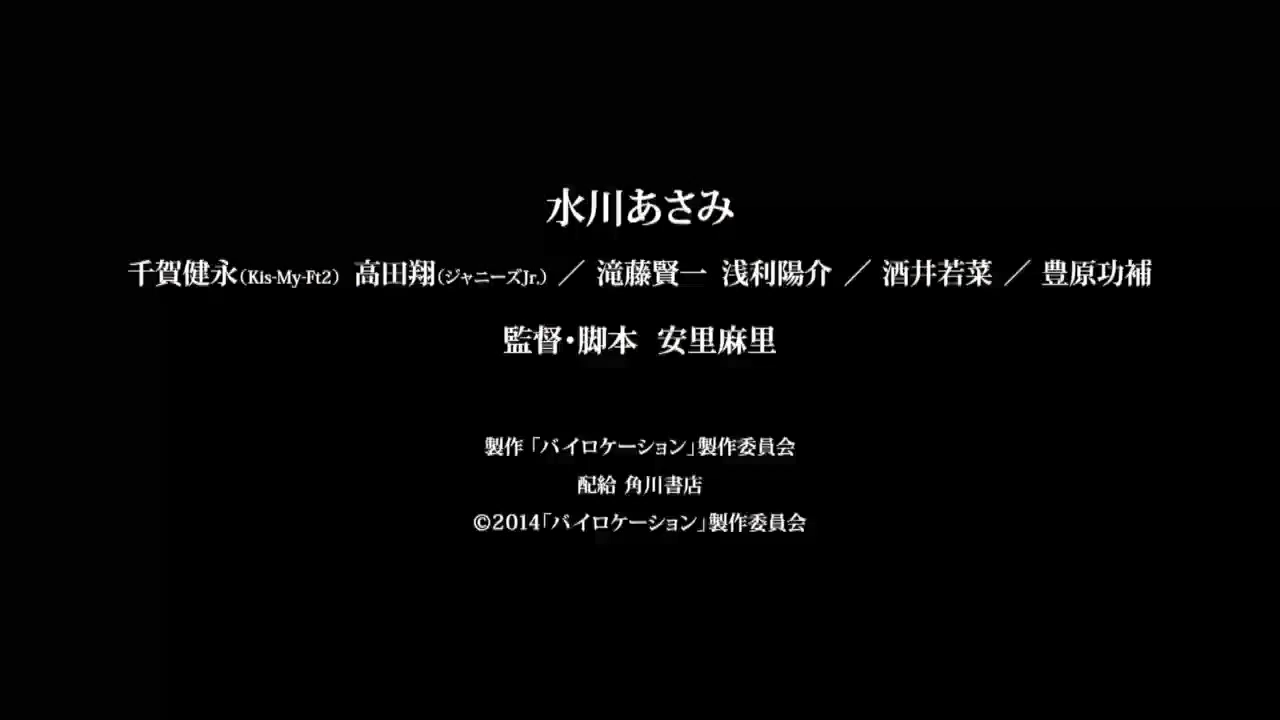 水川あさみ
千賀健永(Kis-My-Ft2) 高田翔(ジャニーズJr.) ／ 滝藤賢一 浅利陽介 ／ 酒井若菜 ／ 豊原功補
監督・脚本 安里麻里
製作「バイロケーション」製作委員会
配給 角川書店
©2014「バイロケーション」製作委員会